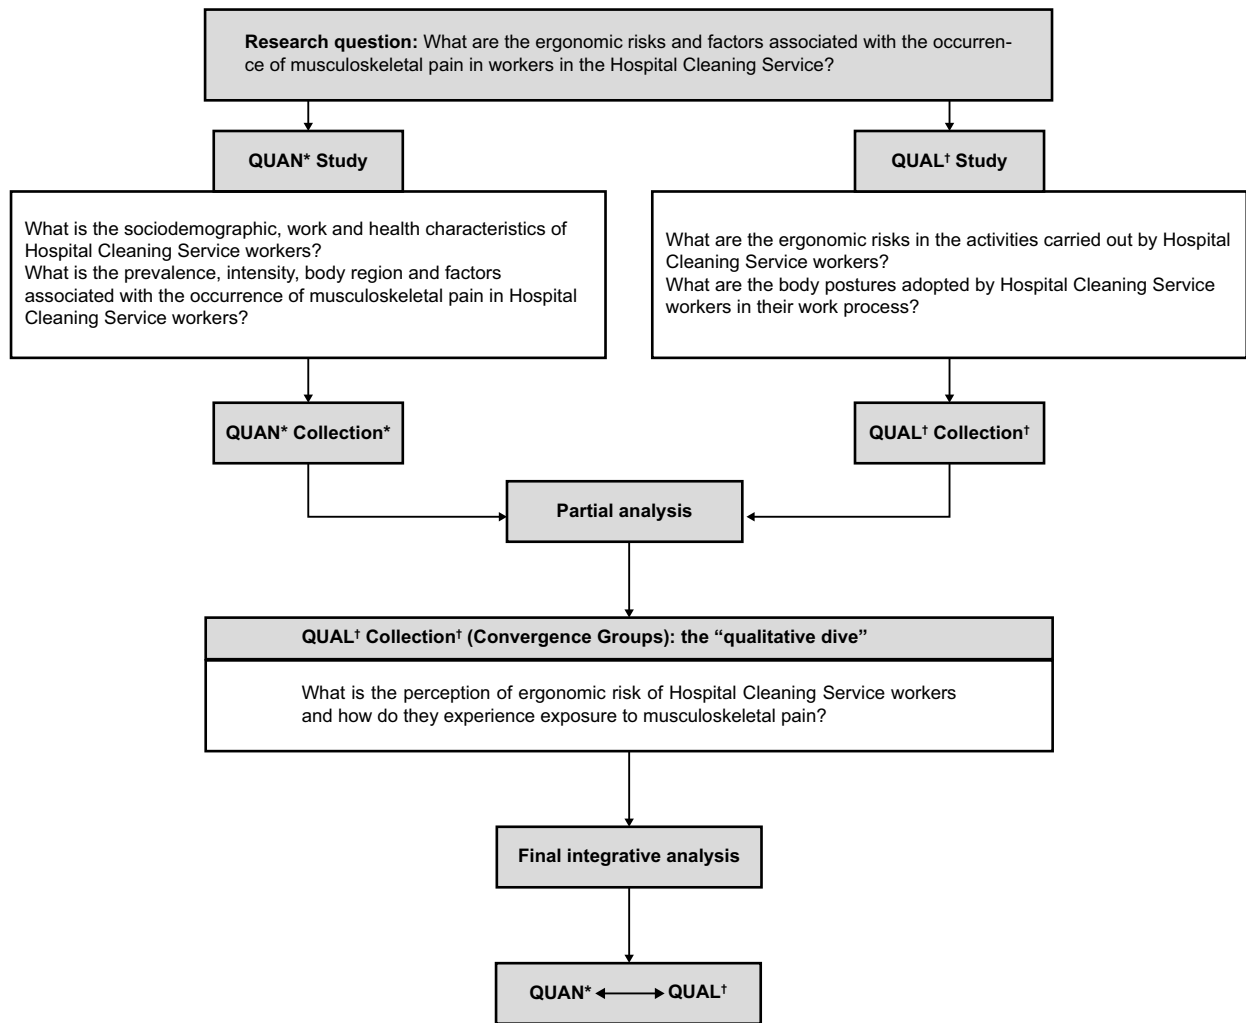 Research question: What are the ergonomic risks and factors associated with the occurren-
ce of musculoskeletal pain in workers in the Hospital Cleaning Service?
QUAN* Study
What is the sociodemographic, work and health characteristics of
Hospital Cleaning Service workers?
What is the prevalence, intensity, body region and factors
associated with the occurrence of musculoskeletal pain in Hospital
Cleaning Service workers?
QUAN* Collection*
QUAL† Study
What are the ergonomic risks in the activities carried out by Hospital
Cleaning Service workers?
What are the body postures adopted by Hospital Cleaning Service
workers in their work process?
QUAL† Collection†
Partial analysis
QUAL† Collection† (Convergence Groups): the “qualitative dive”
What is the perception of ergonomic risk of Hospital Cleaning Service workers
and how do they experience exposure to musculoskeletal pain?
Final integrative analysis
QUAN* QUAL†